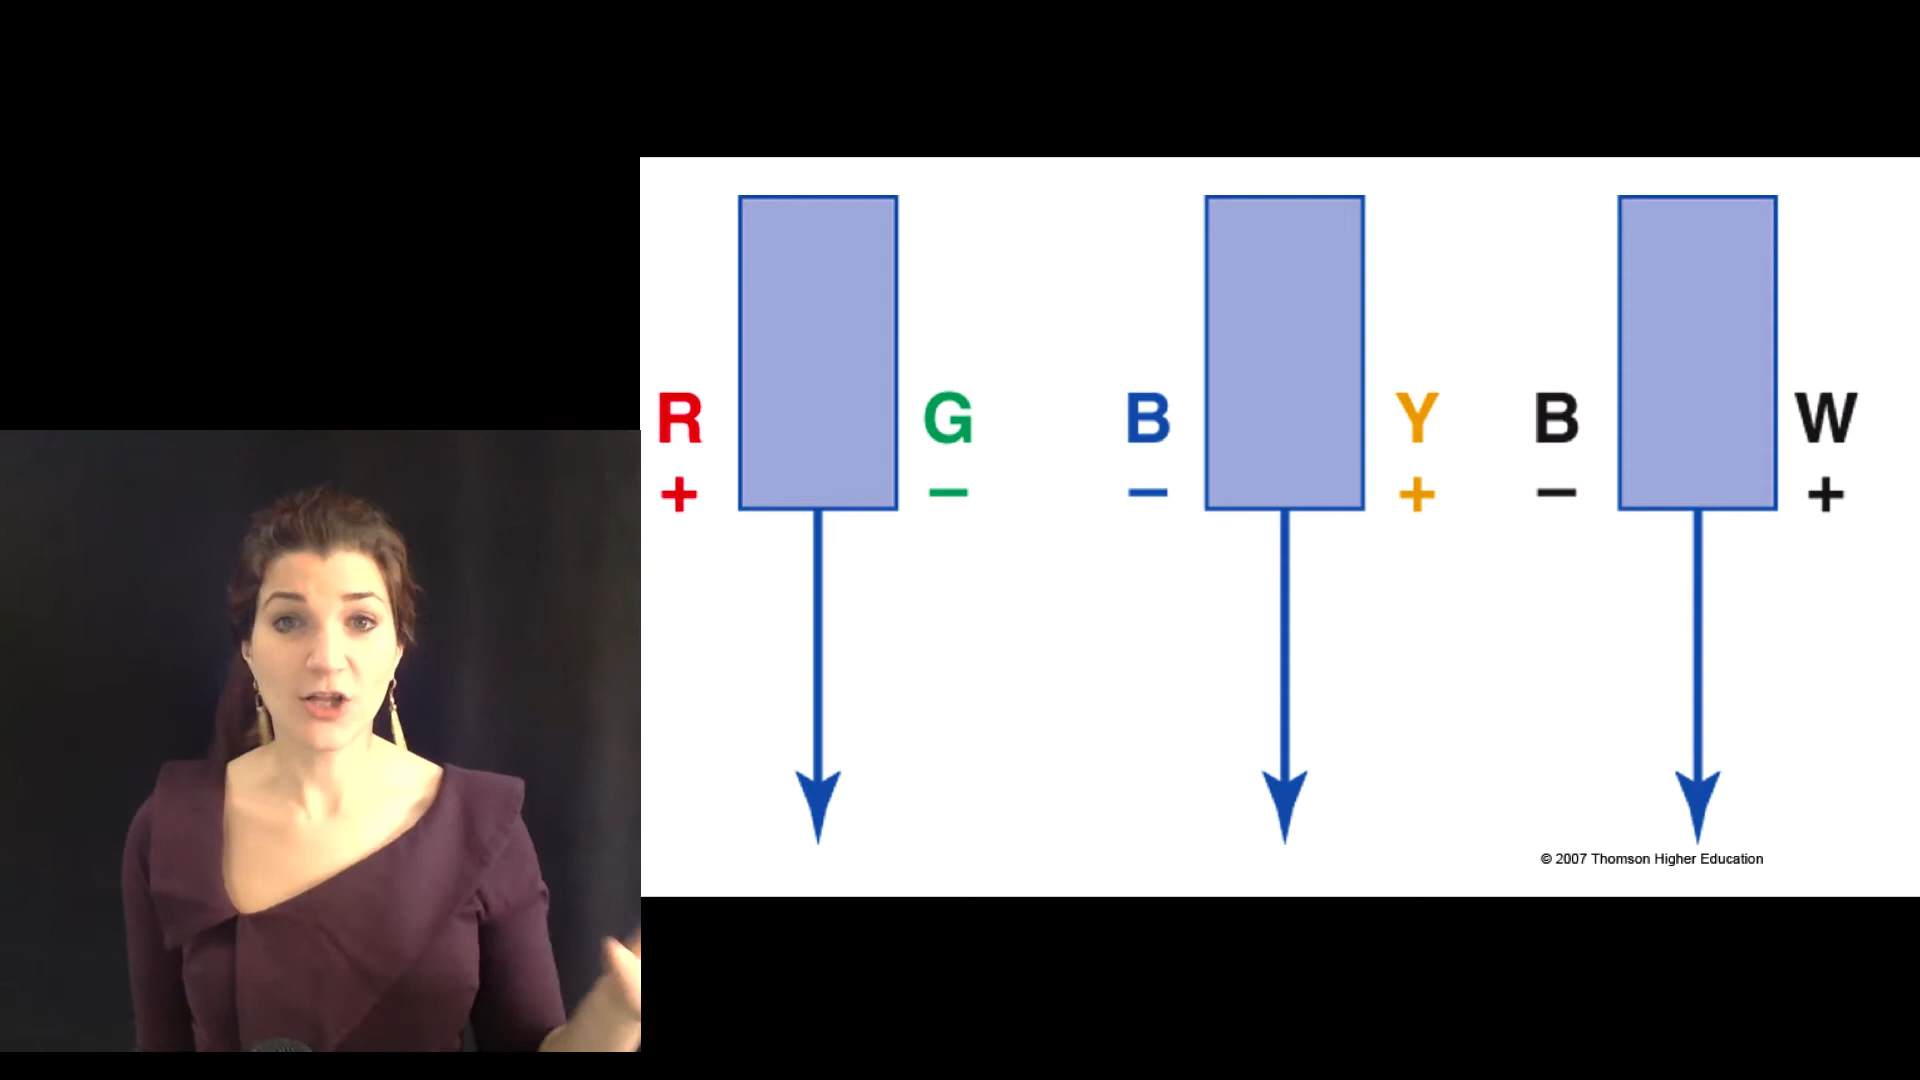 R G B Y B W
+ − − + − +
© 2007 Thomson Higher Education